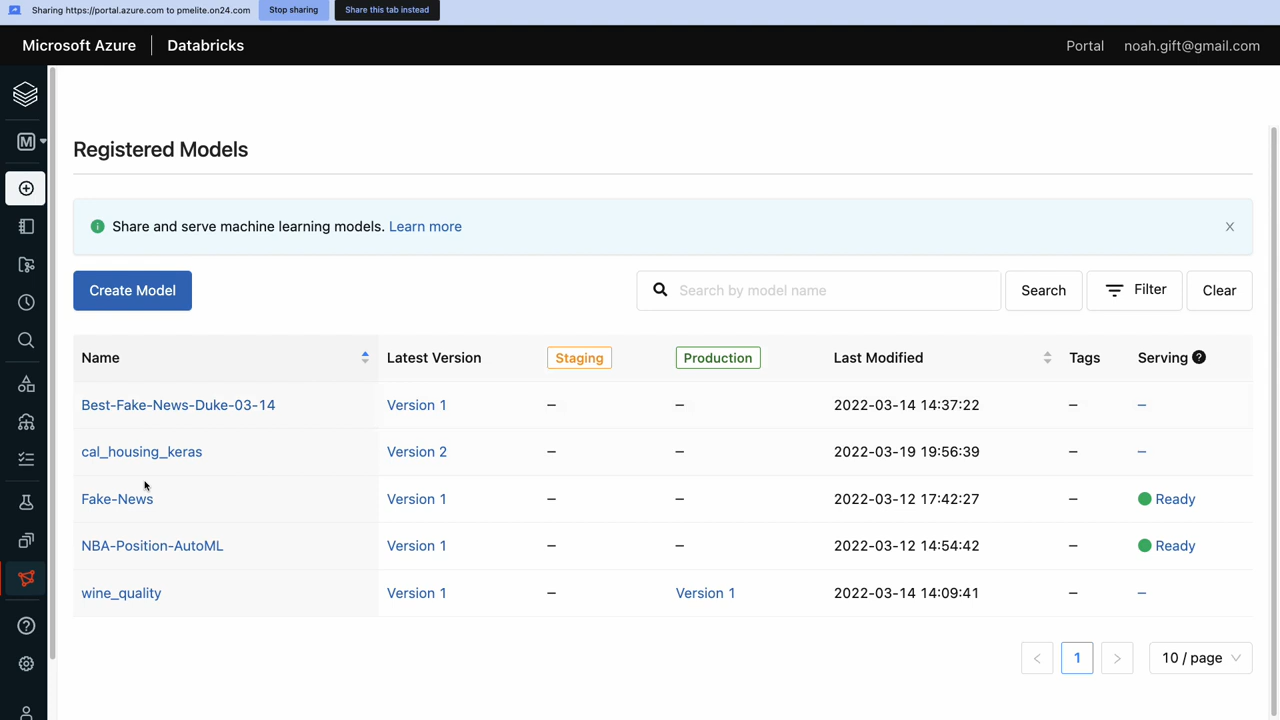 Sharing https://portal.azure.com to pmelite.on24.com Stop sharing Share this tab instead
Microsoft Azure Databricks Portal noah.gift@gmail.com
M
Registered Models
Share and serve machine learning models. Learn more
Create Model Search by model name Search Filter Clear
Name Latest Version Staging Production Last Modified Tags Serving ?
Best-Fake-News-Duke-03-14 Version 1 – – 2022-03-14 14:37:22 – –
cal_housing_keras Version 2 – – 2022-03-19 19:56:39 – –
Fake-News Version 1 – – 2022-03-12 17:42:27 – Ready
NBA-Position-AutoML Version 1 – – 2022-03-12 14:54:42 – Ready
wine_quality Version 1 – Version 1 2022-03-14 14:09:41 – –
< 1 > 10 / page